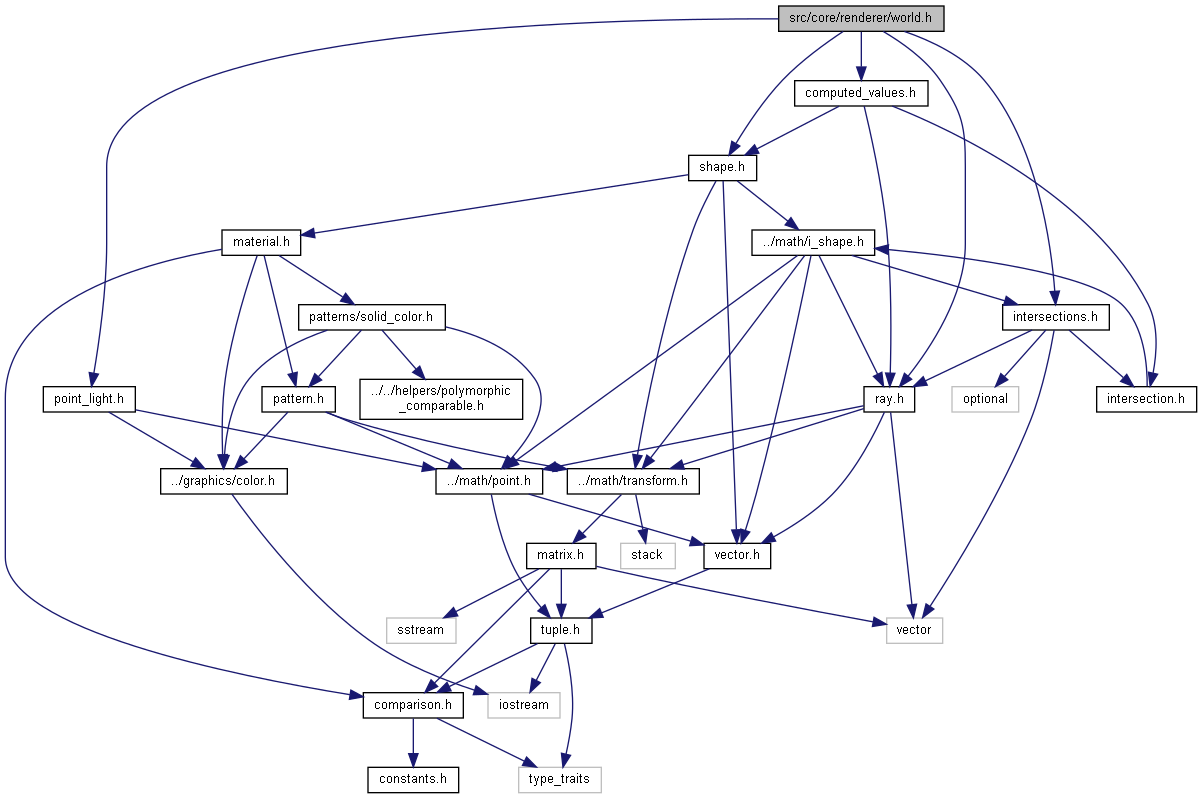 src/core/renderer/world.h
computed_values.h
shape.h
material.h
../math/i_shape.h
patterns/solid_color.h
intersections.h
point_light.h
pattern.h
../../helpers/polymorphic
_comparable.h
ray.h
optional
intersection.h
../graphics/color.h
../math/point.h
../math/transform.h
matrix.h
stack
vector.h
sstream
tuple.h
vector
comparison.h
iostream
constants.h
type_traits